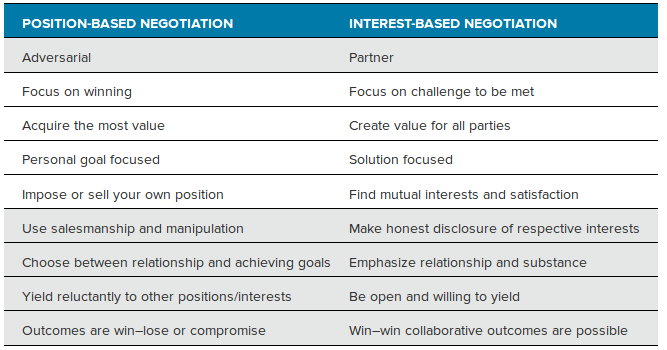 POSITION-BASED NEGOTIATION INTEREST-BASED NEGOTIATION
Adversarial Partner
Focus on winning Focus on challenge to be met
Acquire the most value Create value for all parties
Personal goal focused Solution focused
Impose or sell your own position Find mutual interests and satisfaction
Use salesmanship and manipulation Make honest disclosure of respective interests
Choose between relationship and achieving goals Emphasize relationship and substance
Yield reluctantly to other positions/interests Be open and willing to yield
Outcomes are win–lose or compromise Win–win collaborative outcomes are possible